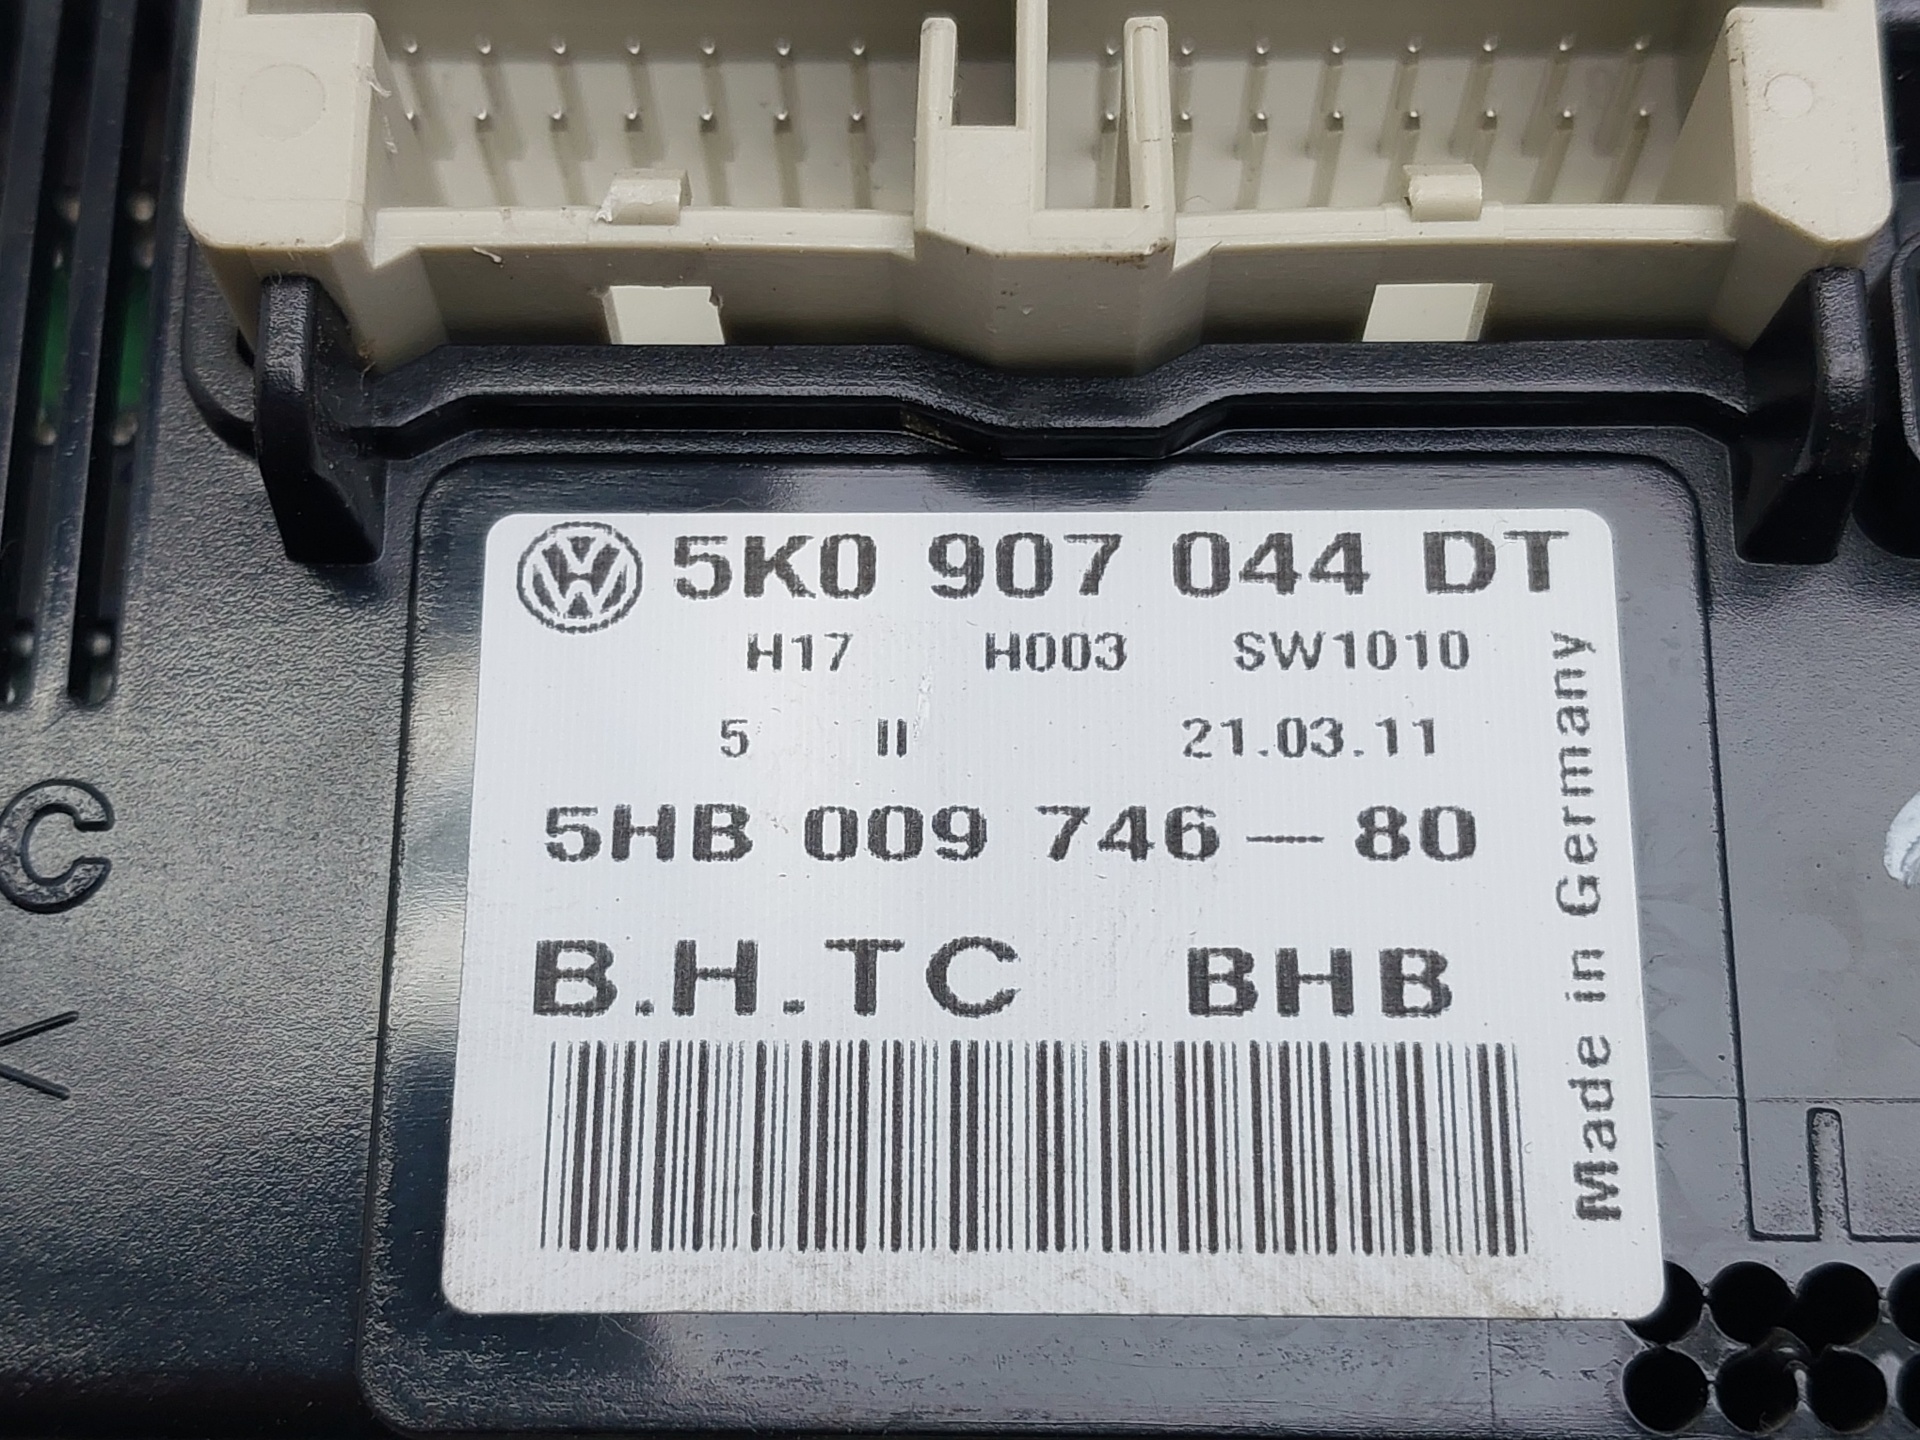 5K0 907 044 DT
H17 H003 SW1010
5 II 21.03.11
5HB 009 746-80
B.H.TC BHB
Made in Germany
C
<